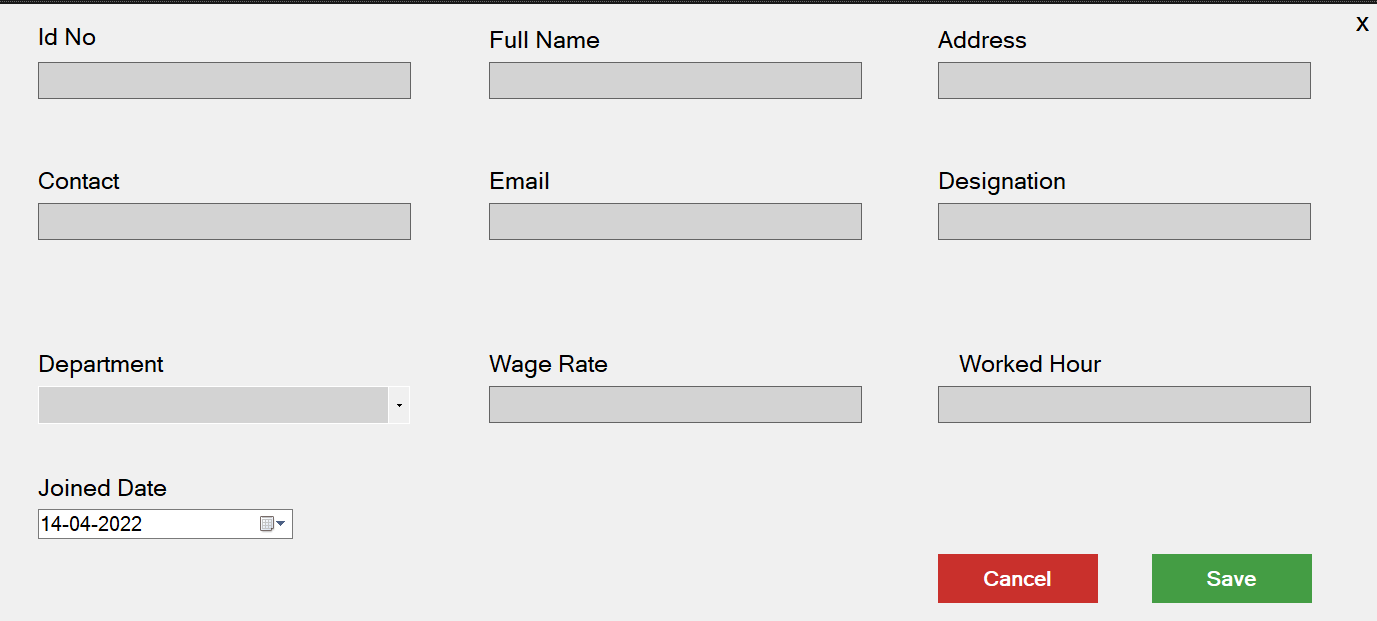 X
Id No
Full Name
Address
Contact
Email
Designation
Department
Wage Rate
Worked Hour
Joined Date
14-04-2022
Cancel
Save